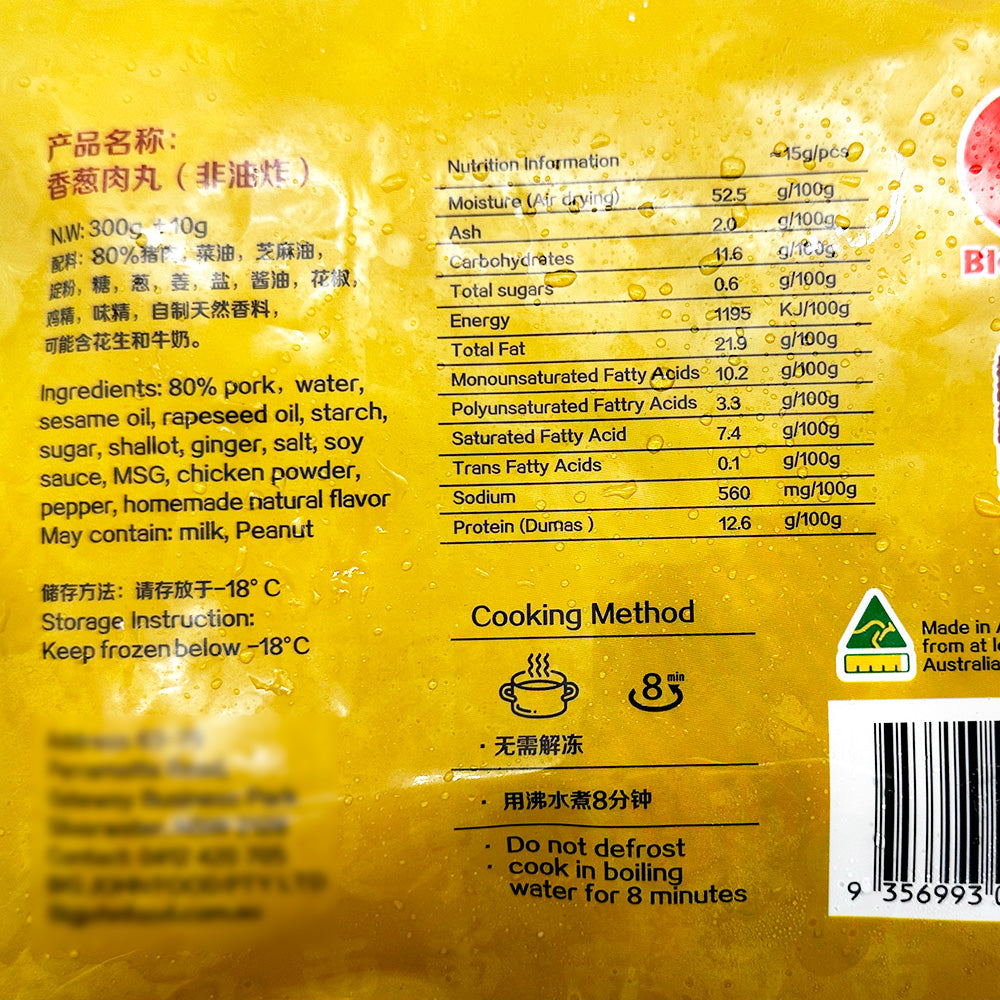 产品名称：
香葱肉丸（非油炸）
N.W: 300g ±10g
配料：80%猪肉，菜油，芝麻油，
淀粉，糖，葱，姜，盐，酱油，花椒，
鸡精，味精，自制天然香料，
可能含花生和牛奶。
Ingredients: 80% pork, water,
sesame oil, rapeseed oil, starch,
sugar, shallot, ginger, salt, soy
sauce, MSG, chicken powder,
pepper, homemade natural flavor
May contain: milk, Peanut
储存方法：请存放于-18°C
Storage Instruction:
Keep frozen below -18°C
Nutrition Information ≈15g/pcs
Moisture (Air drying) 52.5 g/100g
Ash 2.0 g/100g
Carbohydrates 11.6 g/100g
Total sugars 0.6 g/100g
Energy 1195 KJ/100g
Total Fat 21.9 g/100g
Monounsaturated Fatty Acids 10.2 g/100g
Polyunsaturated Fattry Acids 3.3 g/100g
Saturated Fatty Acid 7.4 g/100g
Trans Fatty Acids 0.1 g/100g
Sodium 560 mg/100g
Protein (Dumas ) 12.6 g/100g
Cooking Method
8 min
· 无需解冻
· 用沸水煮8分钟
· Do not defrost
· cook in boiling
water for 8 minutes
Made in
from at
Australia
9 356993